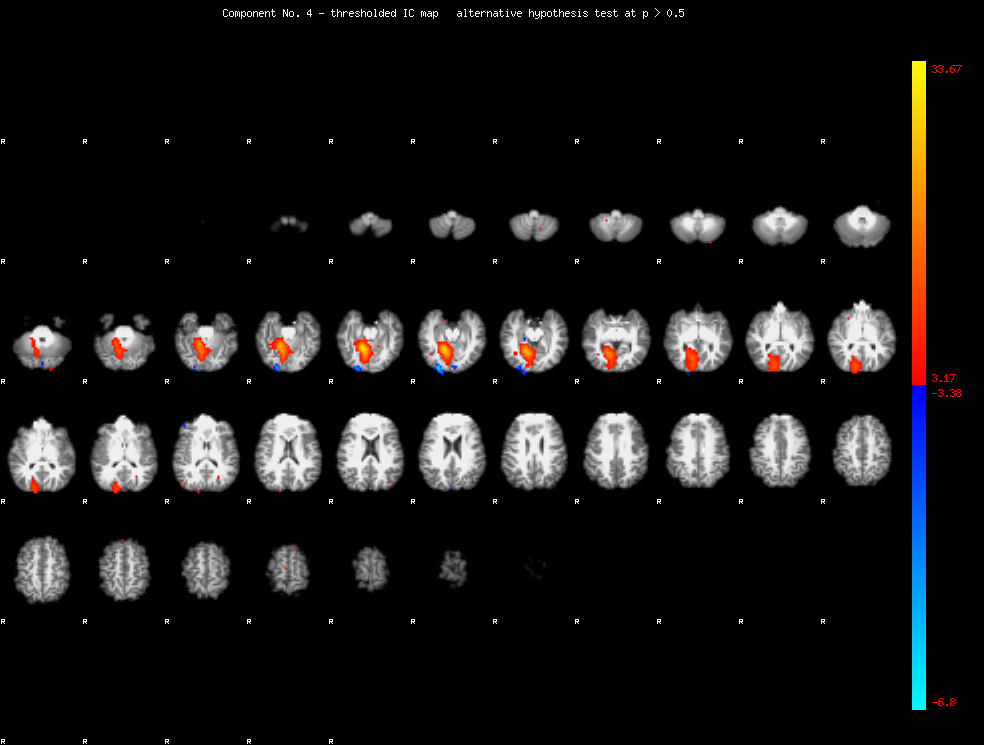 Component No. 4 - thresholded IC map   alternative hypothesis test at p > 0.5
33.67
R R R R R R R R R R R
R R R R R R R R R R R
R R R R R R R R R R R
3.17
-3.38
R R R R R R R R R R R
R R R R R R R R R R R
-6.8
R R R R R